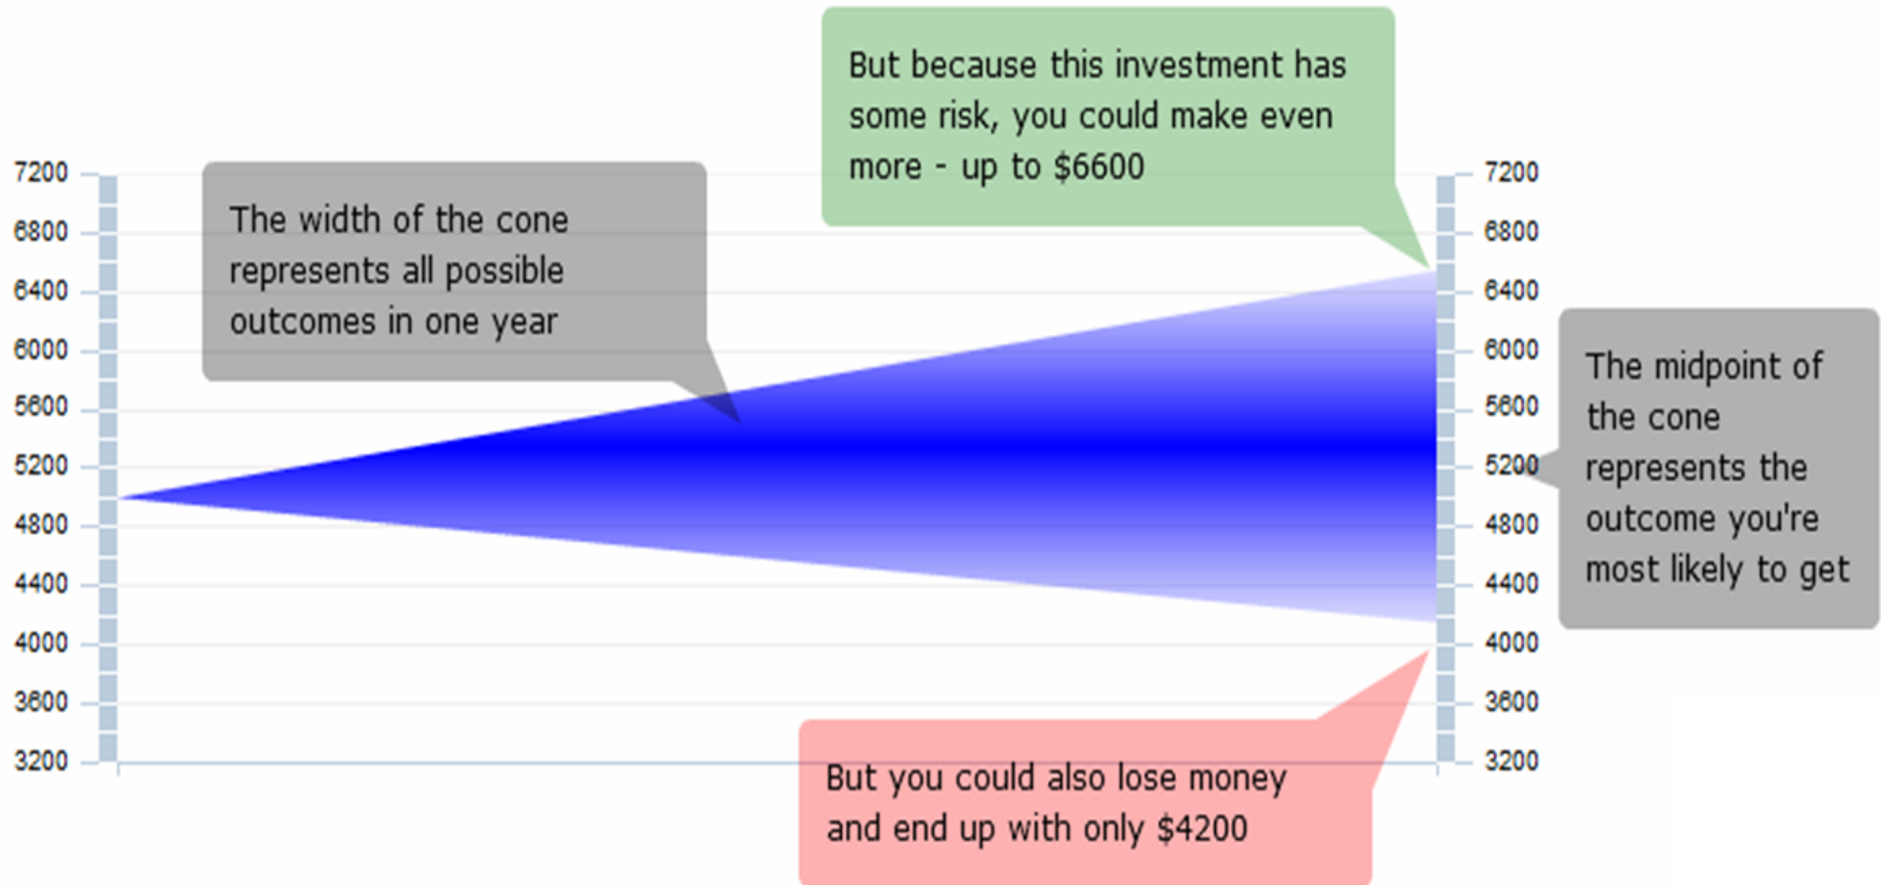 But because this investment has
some risk, you could make even
more - up to $6600
The width of the cone
represents all possible
outcomes in one year
7200
6800
6400
6000
5600
5200
4800
4400
4000
3600
3200
7200
6800
6400
6000
5600
5200
4800
4400
4000
3600
3200
The midpoint of
the cone
represents the
outcome you're
most likely to get
But you could also lose money
and end up with only $4200